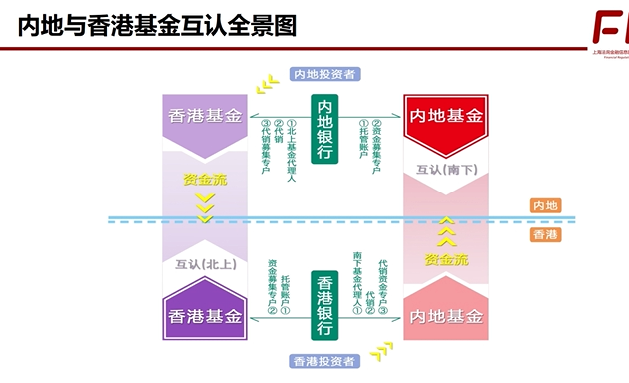 内地与香港基金互认全景图
上海法询金融信息
内地投资者
香港基金
内地银行
内地基金
③代销募集专户
②代销
①北上基金代理人
①托管账户
②资金募集专户
资金流
互认(南下)
内地
香港
互认(北上)
资金流
资金募集专户②
托管账户①
南下基金代理人①
代销②
代销资金专户③
香港基金
香港银行
内地基金
香港投资者